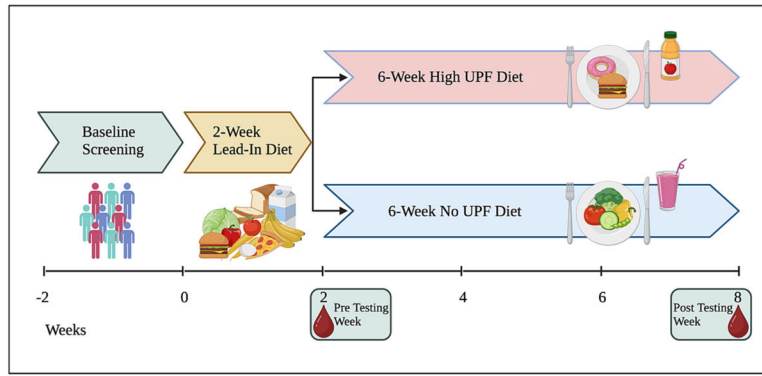 6-Week High UPF Diet
Baseline
Screening
2-Week
Lead-In Diet
6-Week No UPF Diet
-2
0
2
4
6
8
Weeks
Pre Testing
Week
Post Testing
Week